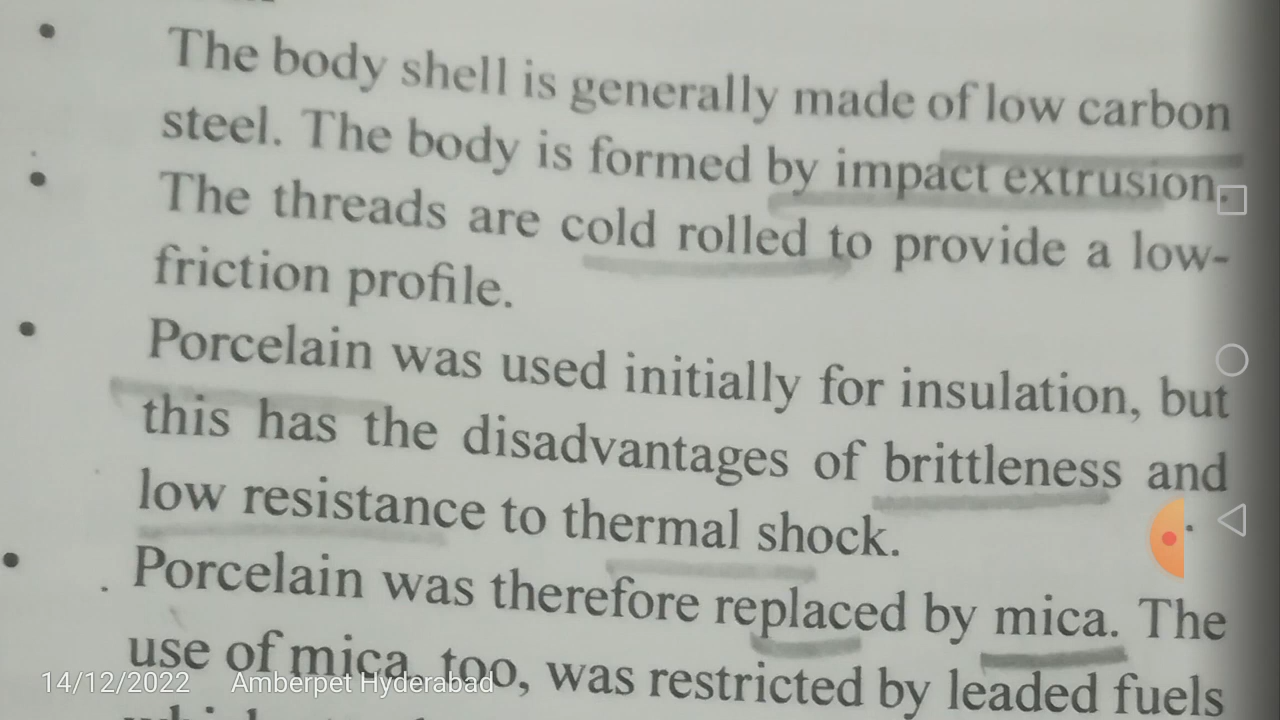 The body shell is generally made of low carbon
steel. The body is formed by impact extrusion.
The threads are cold rolled to provide a low-
friction profile.
Porcelain was used initially for insulation, but
this has the disadvantages of brittleness and
low resistance to thermal shock.
Porcelain was therefore replaced by mica. The
use of mica, too, was restricted by leaded fuels
14/12/2022 Amberpet Hyderabad